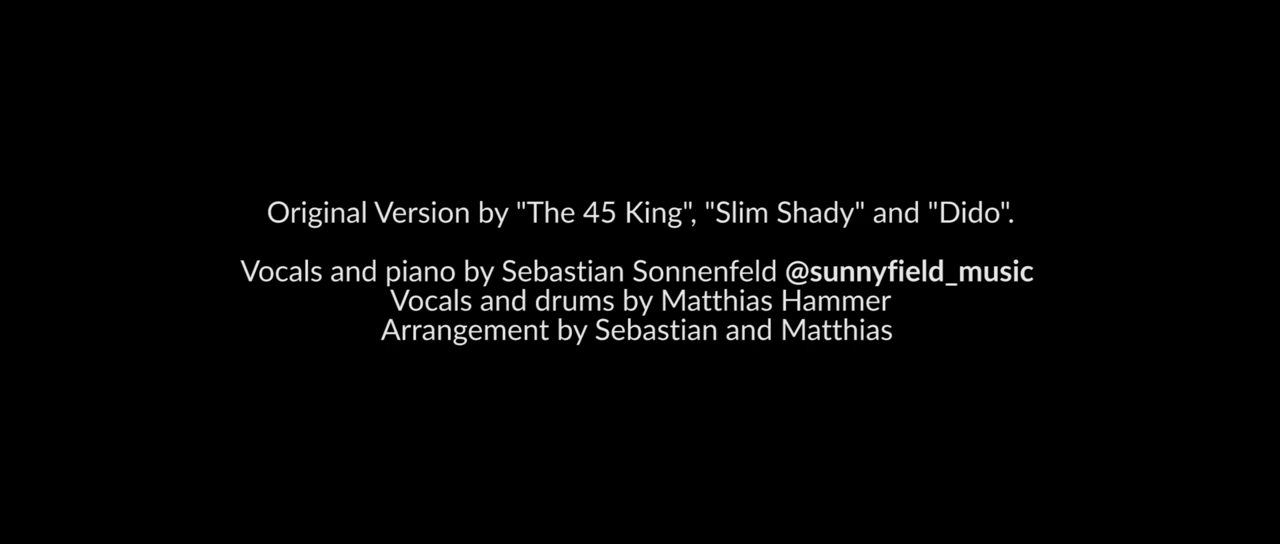 Original Version by "The 45 King", "Slim Shady" and "Dido".
Vocals and piano by Sebastian Sonnenfeld @sunnyfield_music
Vocals and drums by Matthias Hammer
Arrangement by Sebastian and Matthias